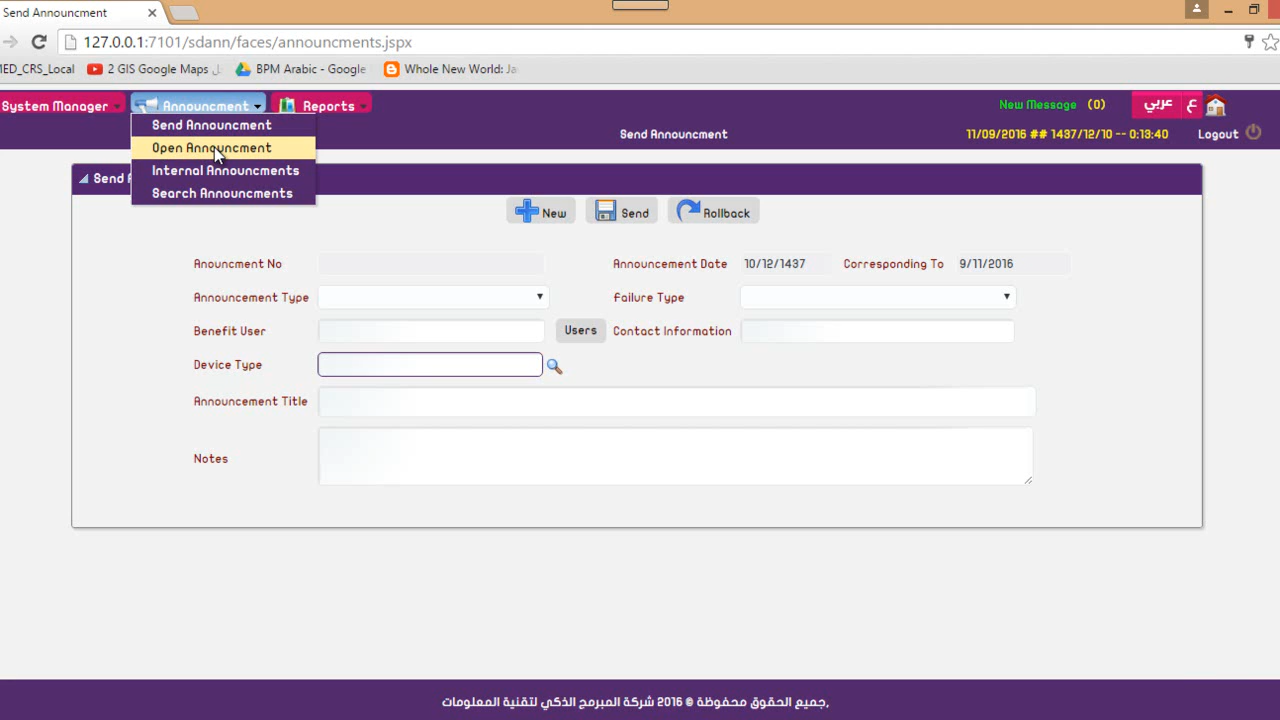 Send Announcment
127.0.0.1:7101/sdann/faces/announcments.jspx
MED_CRS_Local 2 GIS Google Maps BPM Arabic - Google Whole New World: Ja
System Manager Announcment Reports New Message (0) عربي ع
Send Announcment
Open Announcment
Internal Announcments
Search Announcments
Send Announcment 11/09/2016 ## 1437/12/10 -- 0:13:40 Logout
Send
New Send Rollback
Anouncment No Announcement Date 10/12/1437 Corresponding To 9/11/2016
Announcement Type Failure Type
Benefit User Users Contact Information
Device Type
Announcement Title
Notes
جميع الحقوق محفوظة © 2016 شركة المبرمج الذكي لتقنية المعلومات,